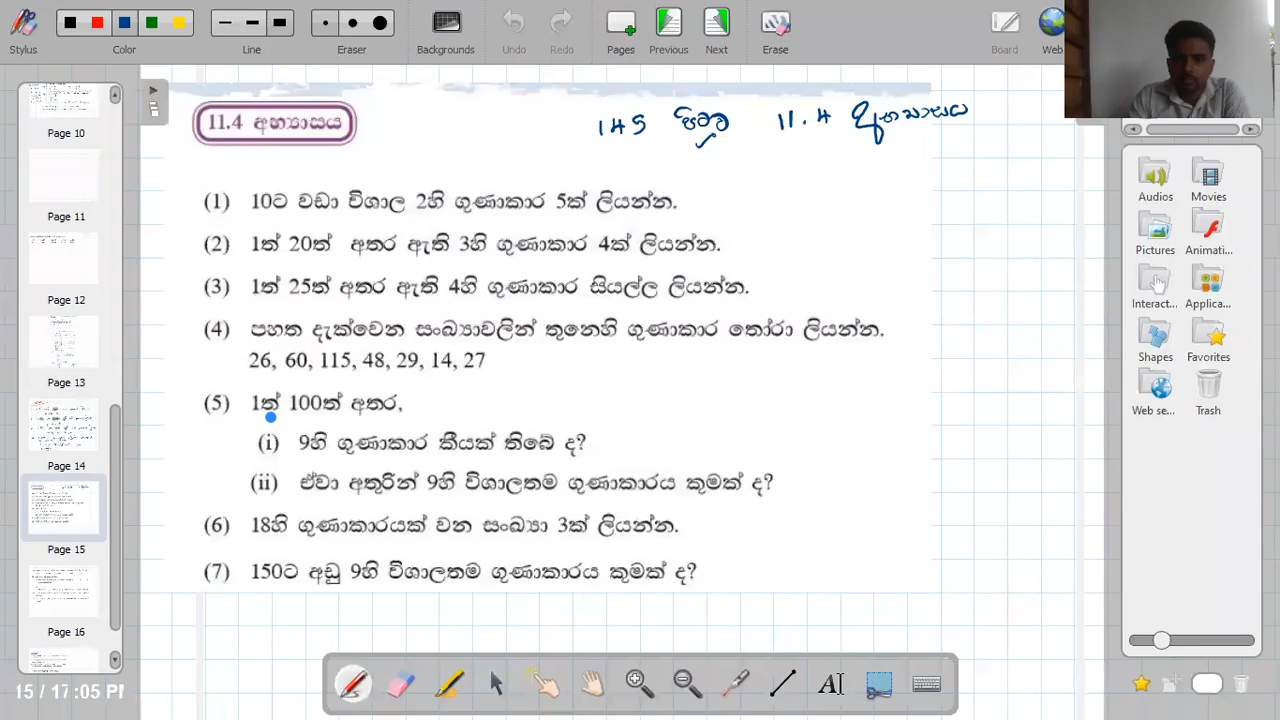 Stylus
Color
Line
Eraser
Backgrounds
Undo
Redo
Pages
Previous
Next
Erase
Board
Web
Page 10
Page 11
Page 12
Page 13
Page 14
Page 15
Page 16
11.4 අභ්‍යාසය
145 පිටුව 11.4 අභ්‍යාසය
(1) 10ට වඩා විශාල 2හි ගුණාකාර 5ක් ලියන්න.
(2) 1ත් 20ත් අතර ඇති 3හි ගුණාකාර 4ක් ලියන්න.
(3) 1ත් 25ත් අතර ඇති 4හි ගුණාකාර සියල්ල ලියන්න.
(4) පහත දැක්වෙන සංඛ්‍යාවලින් තුනෙහි ගුණාකාර තෝරා ලියන්න.
26, 60, 115, 48, 29, 14, 27
(5) 1ත් 100ත් අතර,
(i) 9හි ගුණාකාර කීයක් තිබේ ද?
(ii) ඒවා අතුරින් 9හි විශාලතම ගුණාකාරය කුමක් ද?
(6) 18හි ගුණාකාරයක් වන සංඛ්‍යා 3ක් ලියන්න.
(7) 150ට අඩු 9හි විශාලතම ගුණාකාරය කුමක් ද?
Audios
Movies
Pictures
Animati...
Interact...
Applica...
Shapes
Favorites
Web se...
Trash